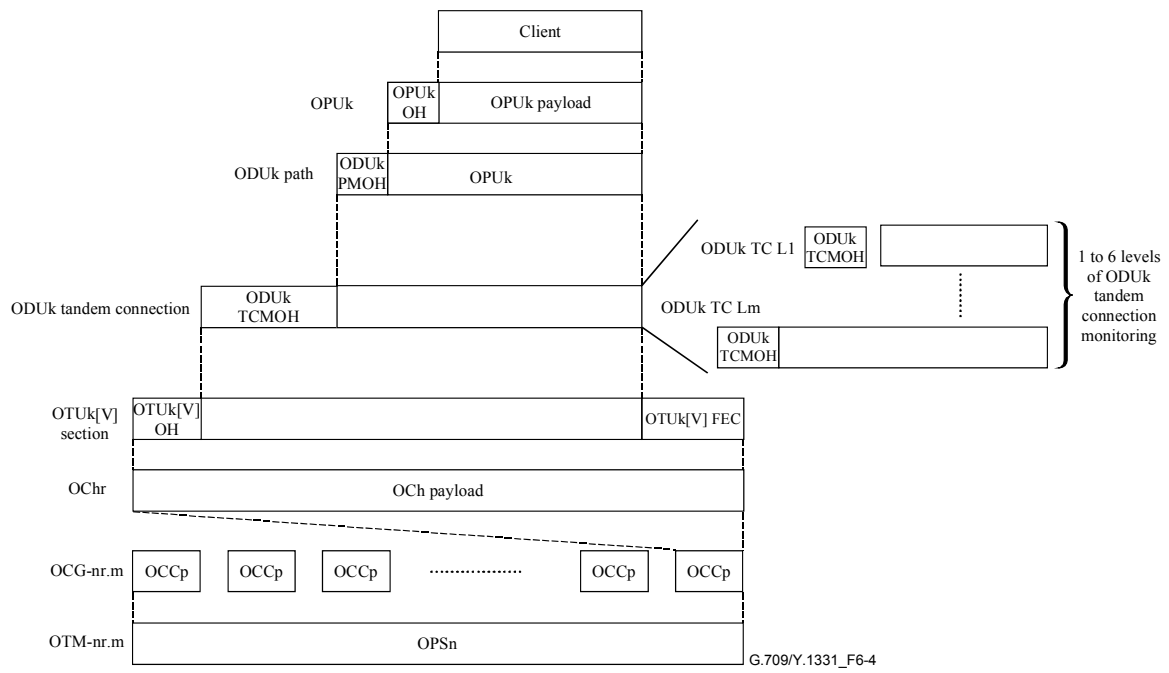 Client
OPUk
OPUk
OH
OPUk payload
ODUk path
ODUk
PMOH
OPUk
ODUk TC L1
ODUk
TCMOH
1 to 6 levels
of ODUk
tandem
connection
monitoring
ODUk tandem connection
ODUk
TCMOH
ODUk TC Lm
ODUk
TCMOH
OTUk[V]
section
OTUk[V]
OH
OTUk[V] FEC
OChr
OCh payload
OCG-nr.m
OCCp
OCCp
OCCp
OCCp
OCCp
OTM-nr.m
OPSn
G.709/Y.1331_F6-4